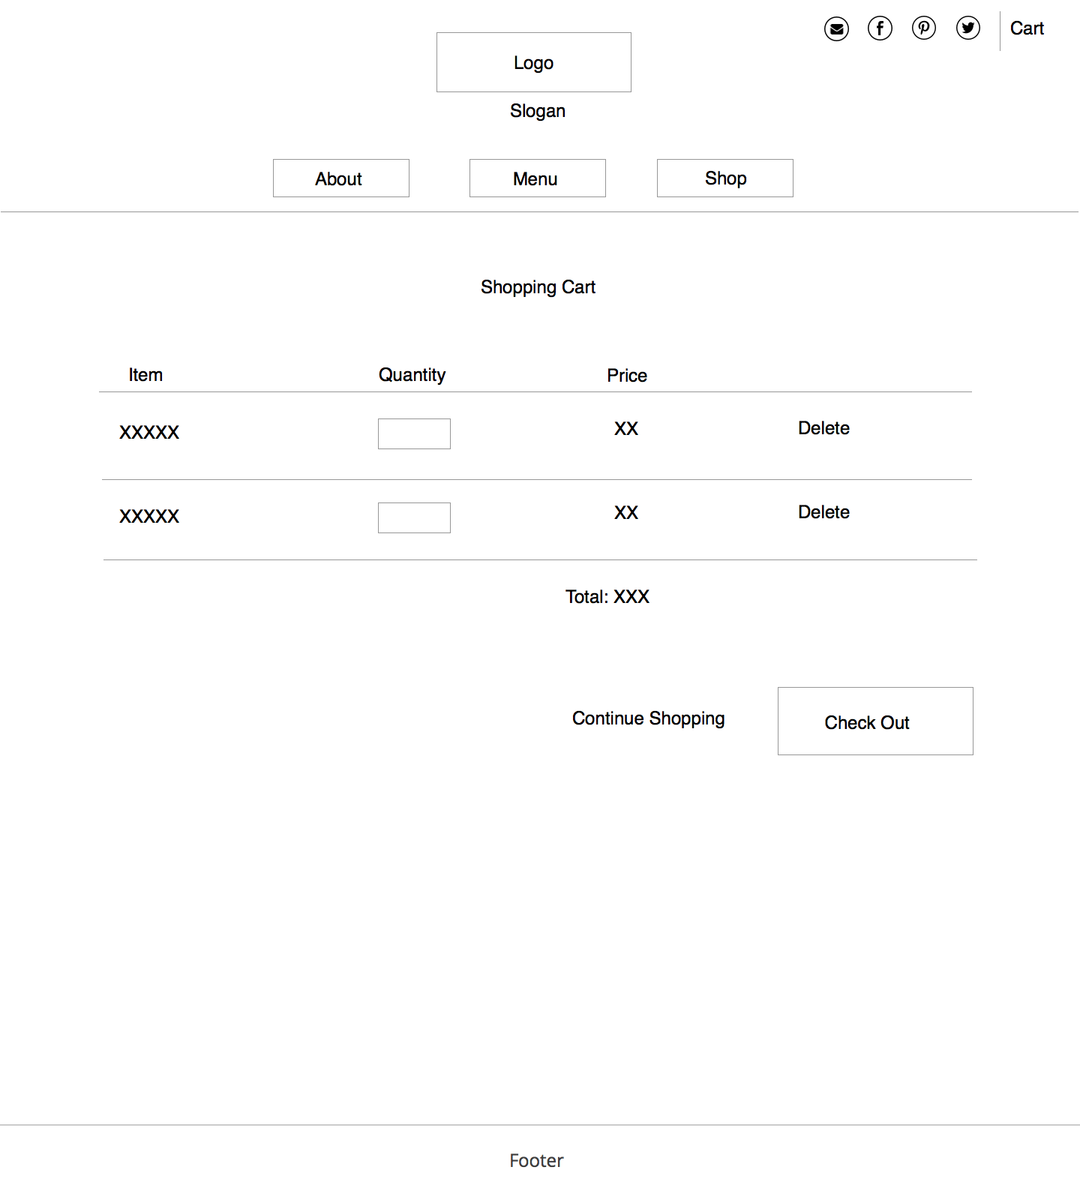 Cart
Logo
Slogan
About Menu Shop
Shopping Cart
Item Quantity Price
XXXXX XX Delete
XXXXX XX Delete
Total: XXX
Continue Shopping Check Out
Footer